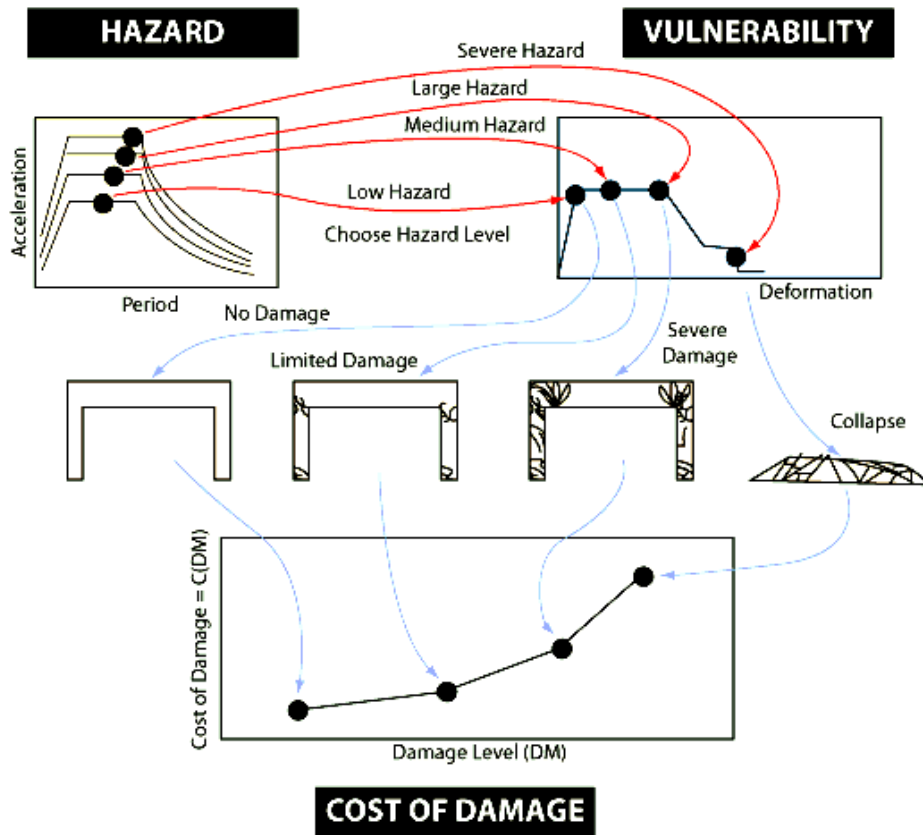 HAZARD
VULNERABILITY
Severe Hazard
Large Hazard
Medium Hazard
Low Hazard
Choose Hazard Level
Acceleration
Period
Deformation
No Damage
Limited Damage
Severe
Damage
Collapse
Cost of Damage = C(DM)
Damage Level (DM)
COST OF DAMAGE